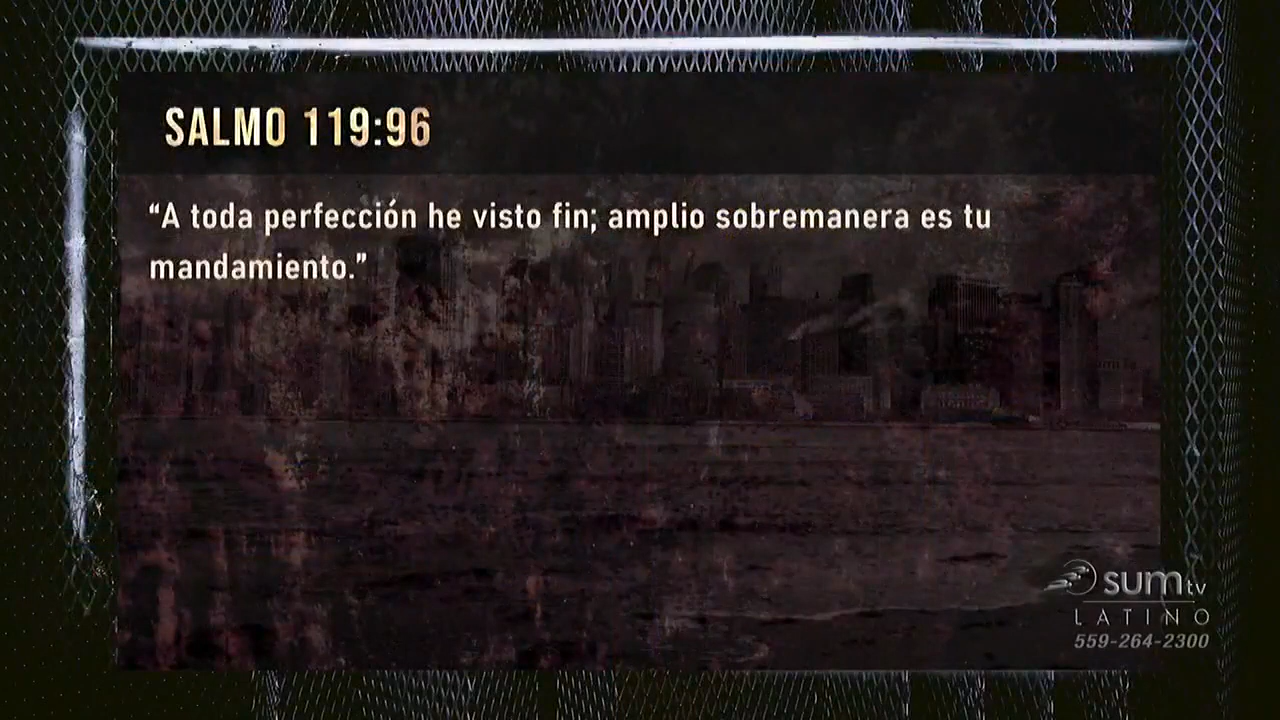 SALMO 119:96
“A toda perfección he visto fin; amplio sobremanera es tu
mandamiento.”
sumtv
LATINO
559-264-2300